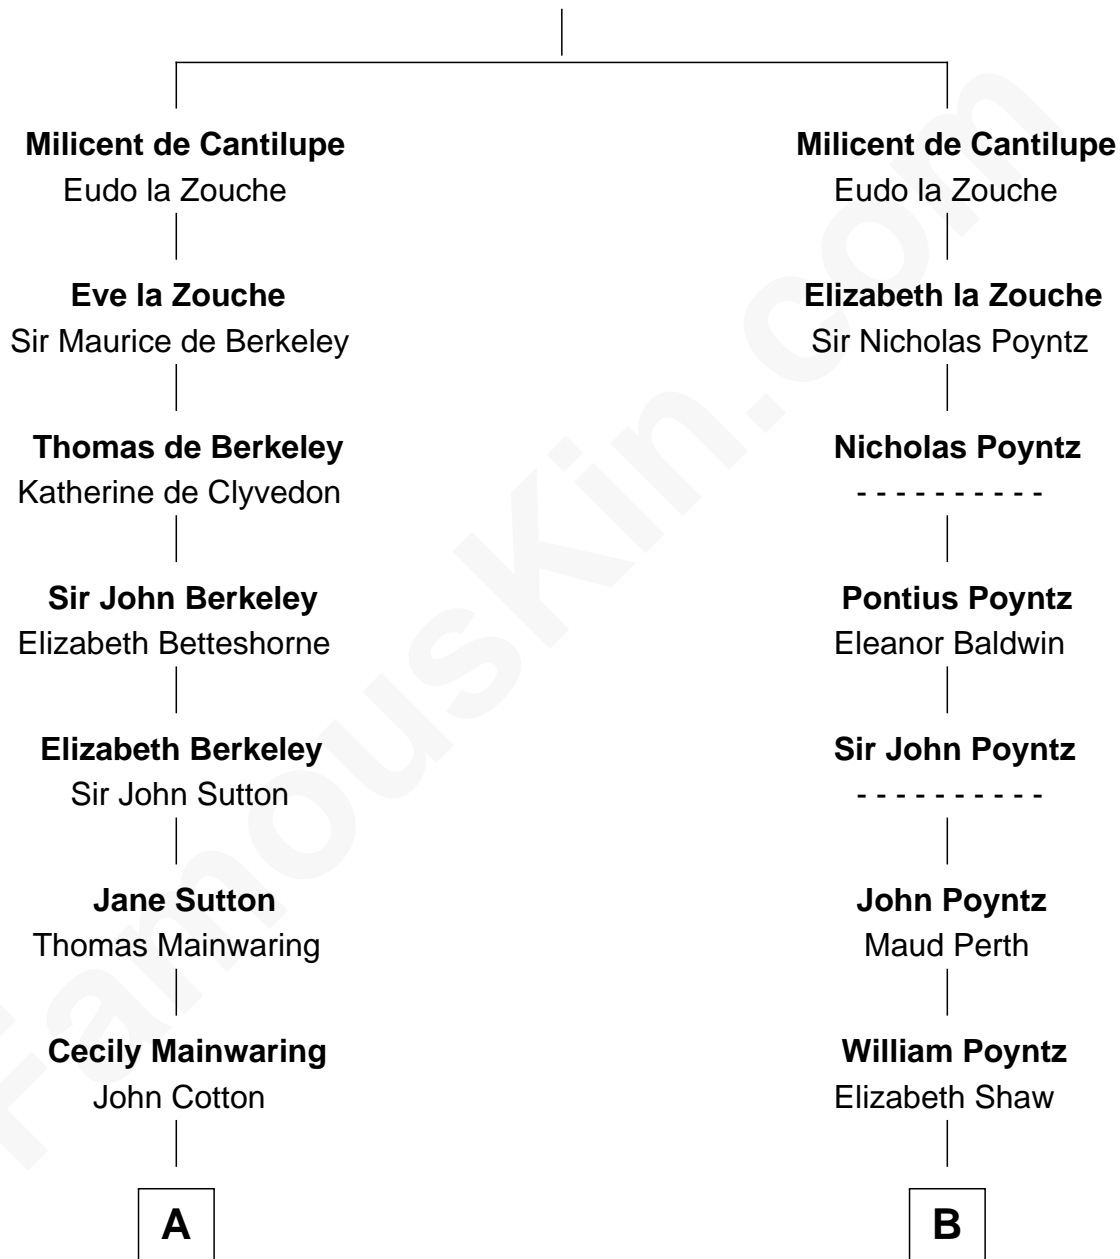 Milicent de Cantilupe
Eudo la Zouche
Eve la Zouche
Sir Maurice de Berkeley
Thomas de Berkeley
Katherine de Clyvedon
Sir John Berkeley
Elizabeth Betteshorne
Elizabeth Berkeley
Sir John Sutton
Jane Sutton
Thomas Mainwaring
Cecily Mainwaring
John Cotton
A
Milicent de Cantilupe
Eudo la Zouche
Elizabeth la Zouche
Sir Nicholas Poyntz
Nicholas Poyntz
- - - - - - - - - -
Pontius Poyntz
Eleanor Baldwin
Sir John Poyntz
- - - - - - - - - -
John Poyntz
Maud Perth
William Poyntz
Elizabeth Shaw
B
FamousKin.com